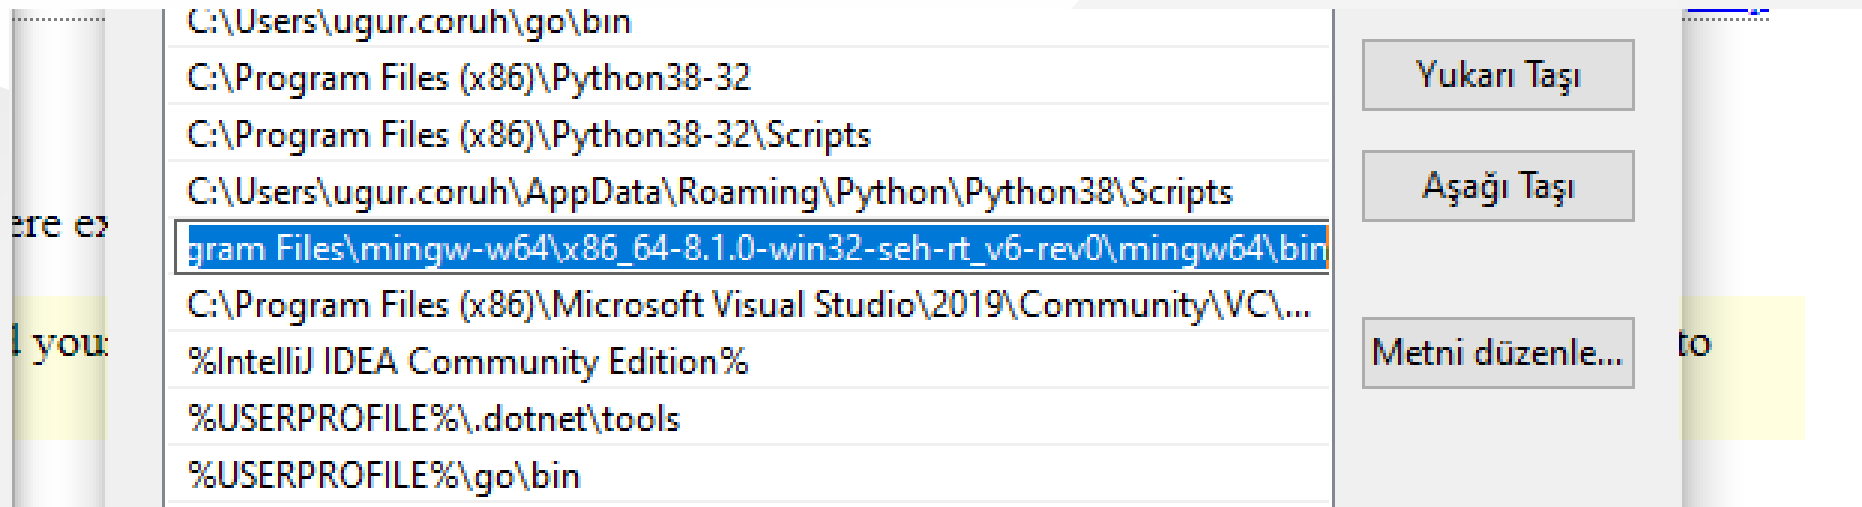 C:\Users\ugur.coruh\go\bin
C:\Program Files (x86)\Python38-32
Yukarı Taşı
C:\Program Files (x86)\Python38-32\Scripts
C:\Users\ugur.coruh\AppData\Roaming\Python\Python38\Scripts
Aşağı Taşı
ere ex
gram Files\mingw-w64\x86_64-8.1.0-win32-seh-rt_v6-rev0\mingw64\bin
C:\Program Files (x86)\Microsoft Visual Studio\2019\Community\VC\...
you
Metni düzenle...
to
%IntelliJ IDEA Community Edition%
%USERPROFILE%\.dotnet\tools
%USERPROFILE%\go\bin